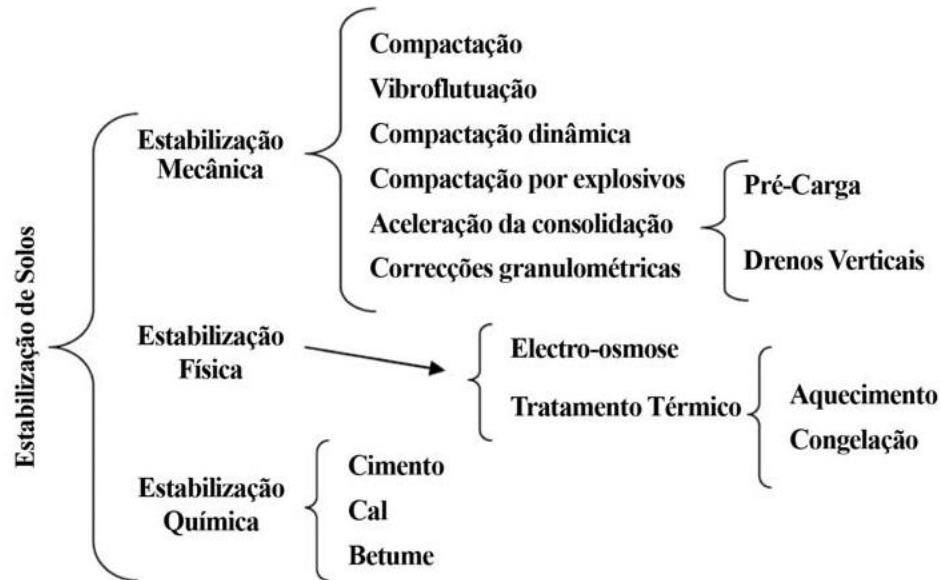 Estabilização de Solos
Estabilização
Mecânica
Compactação
Vibroflutuação
Compactação dinâmica
Compactação por explosivos
Aceleração da consolidação
Correcções granulométricas
Pré-Carga
Drenos Verticais
Estabilização
Física
Electro-osmose
Tratamento Térmico
Aquecimento
Congelação
Estabilização
Química
Cimento
Cal
Betume